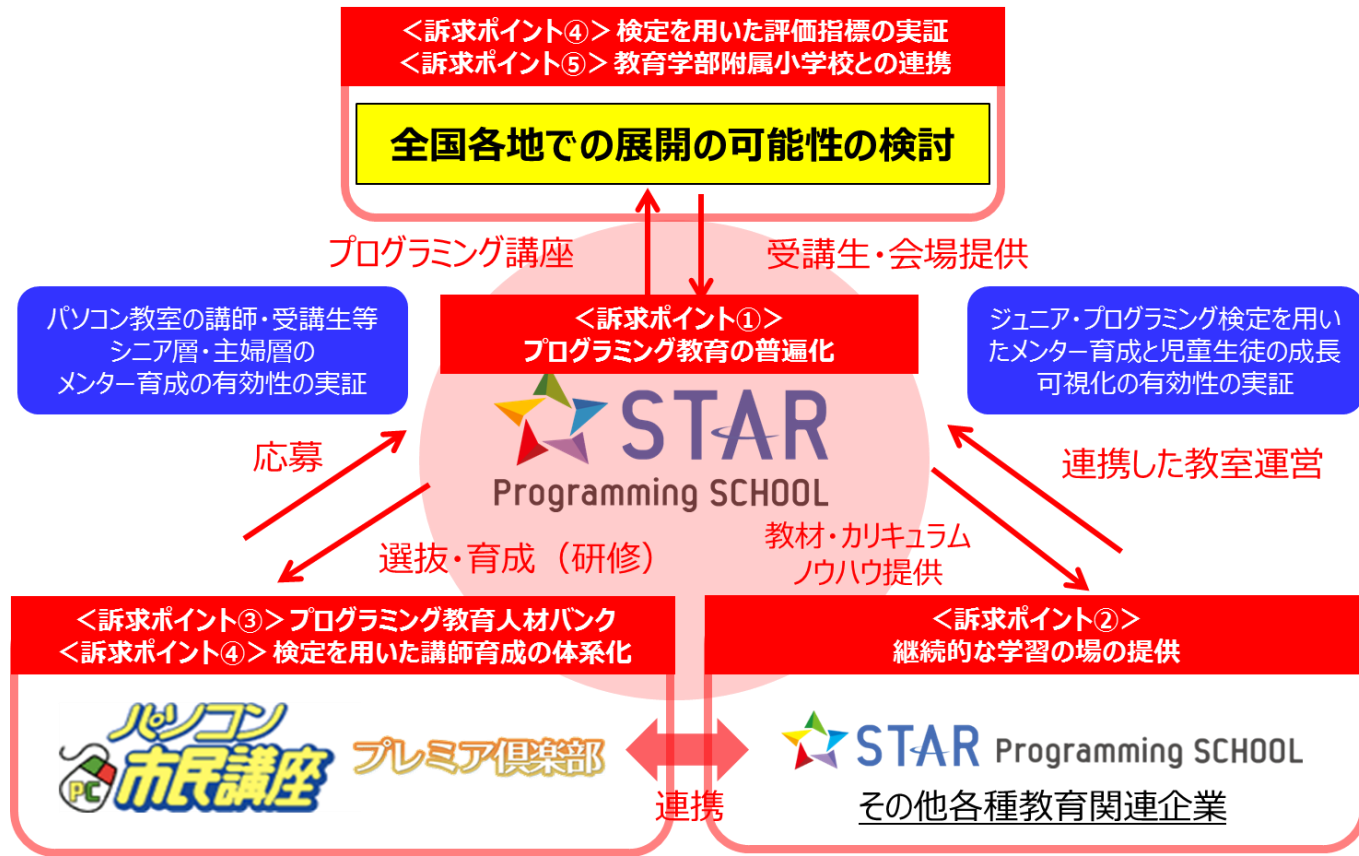 ＜訴求ポイント④＞検定を用いた評価指標の実証
＜訴求ポイント⑤＞教育学部附属小学校との連携
全国各地での展開の可能性の検討
プログラミング講座
受講生・会場提供
パソコン教室の講師・受講生等
シニア層・主婦層の
メンター育成の有効性の実証
＜訴求ポイント①＞
プログラミング教育の普遍化
STAR
Programming SCHOOL
ジュニア・プログラミング検定を用い
たメンター育成と児童生徒の成長
可視化の有効性の実証
応募
選抜・育成（研修）
連携した教室運営
教材・カリキュラム
ノウハウ提供
＜訴求ポイント③＞プログラミング教育人材バンク
＜訴求ポイント④＞検定を用いた講師育成の体系化
パソコン
PC 市民講座
プレミア倶楽部
連携
＜訴求ポイント②＞
継続的な学習の場の提供
STAR Programming SCHOOL
その他各種教育関連企業